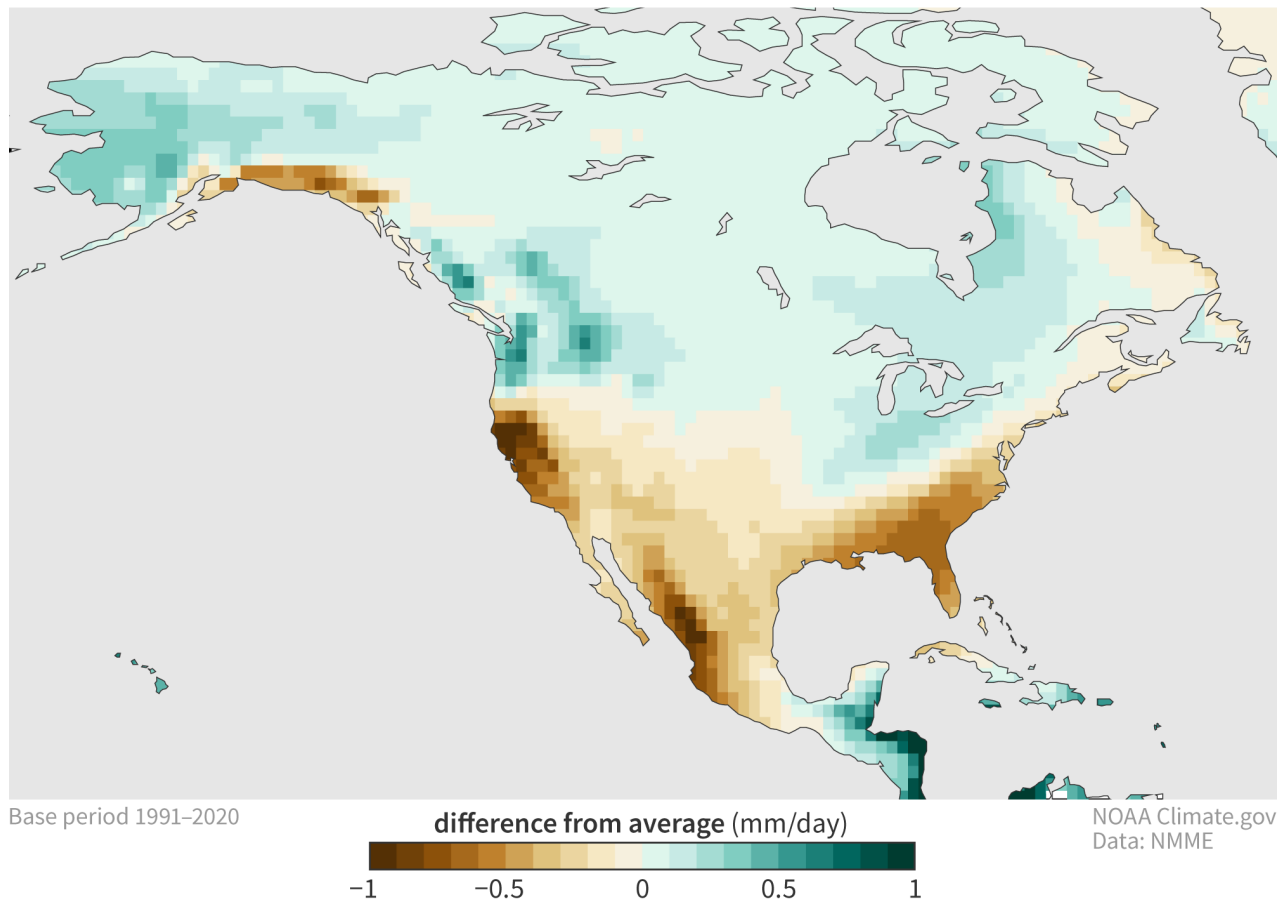 Base period 1991–2020
difference from average (mm/day)
NOAA Climate.gov
Data: NMME
−1 −0.5 0 0.5 1